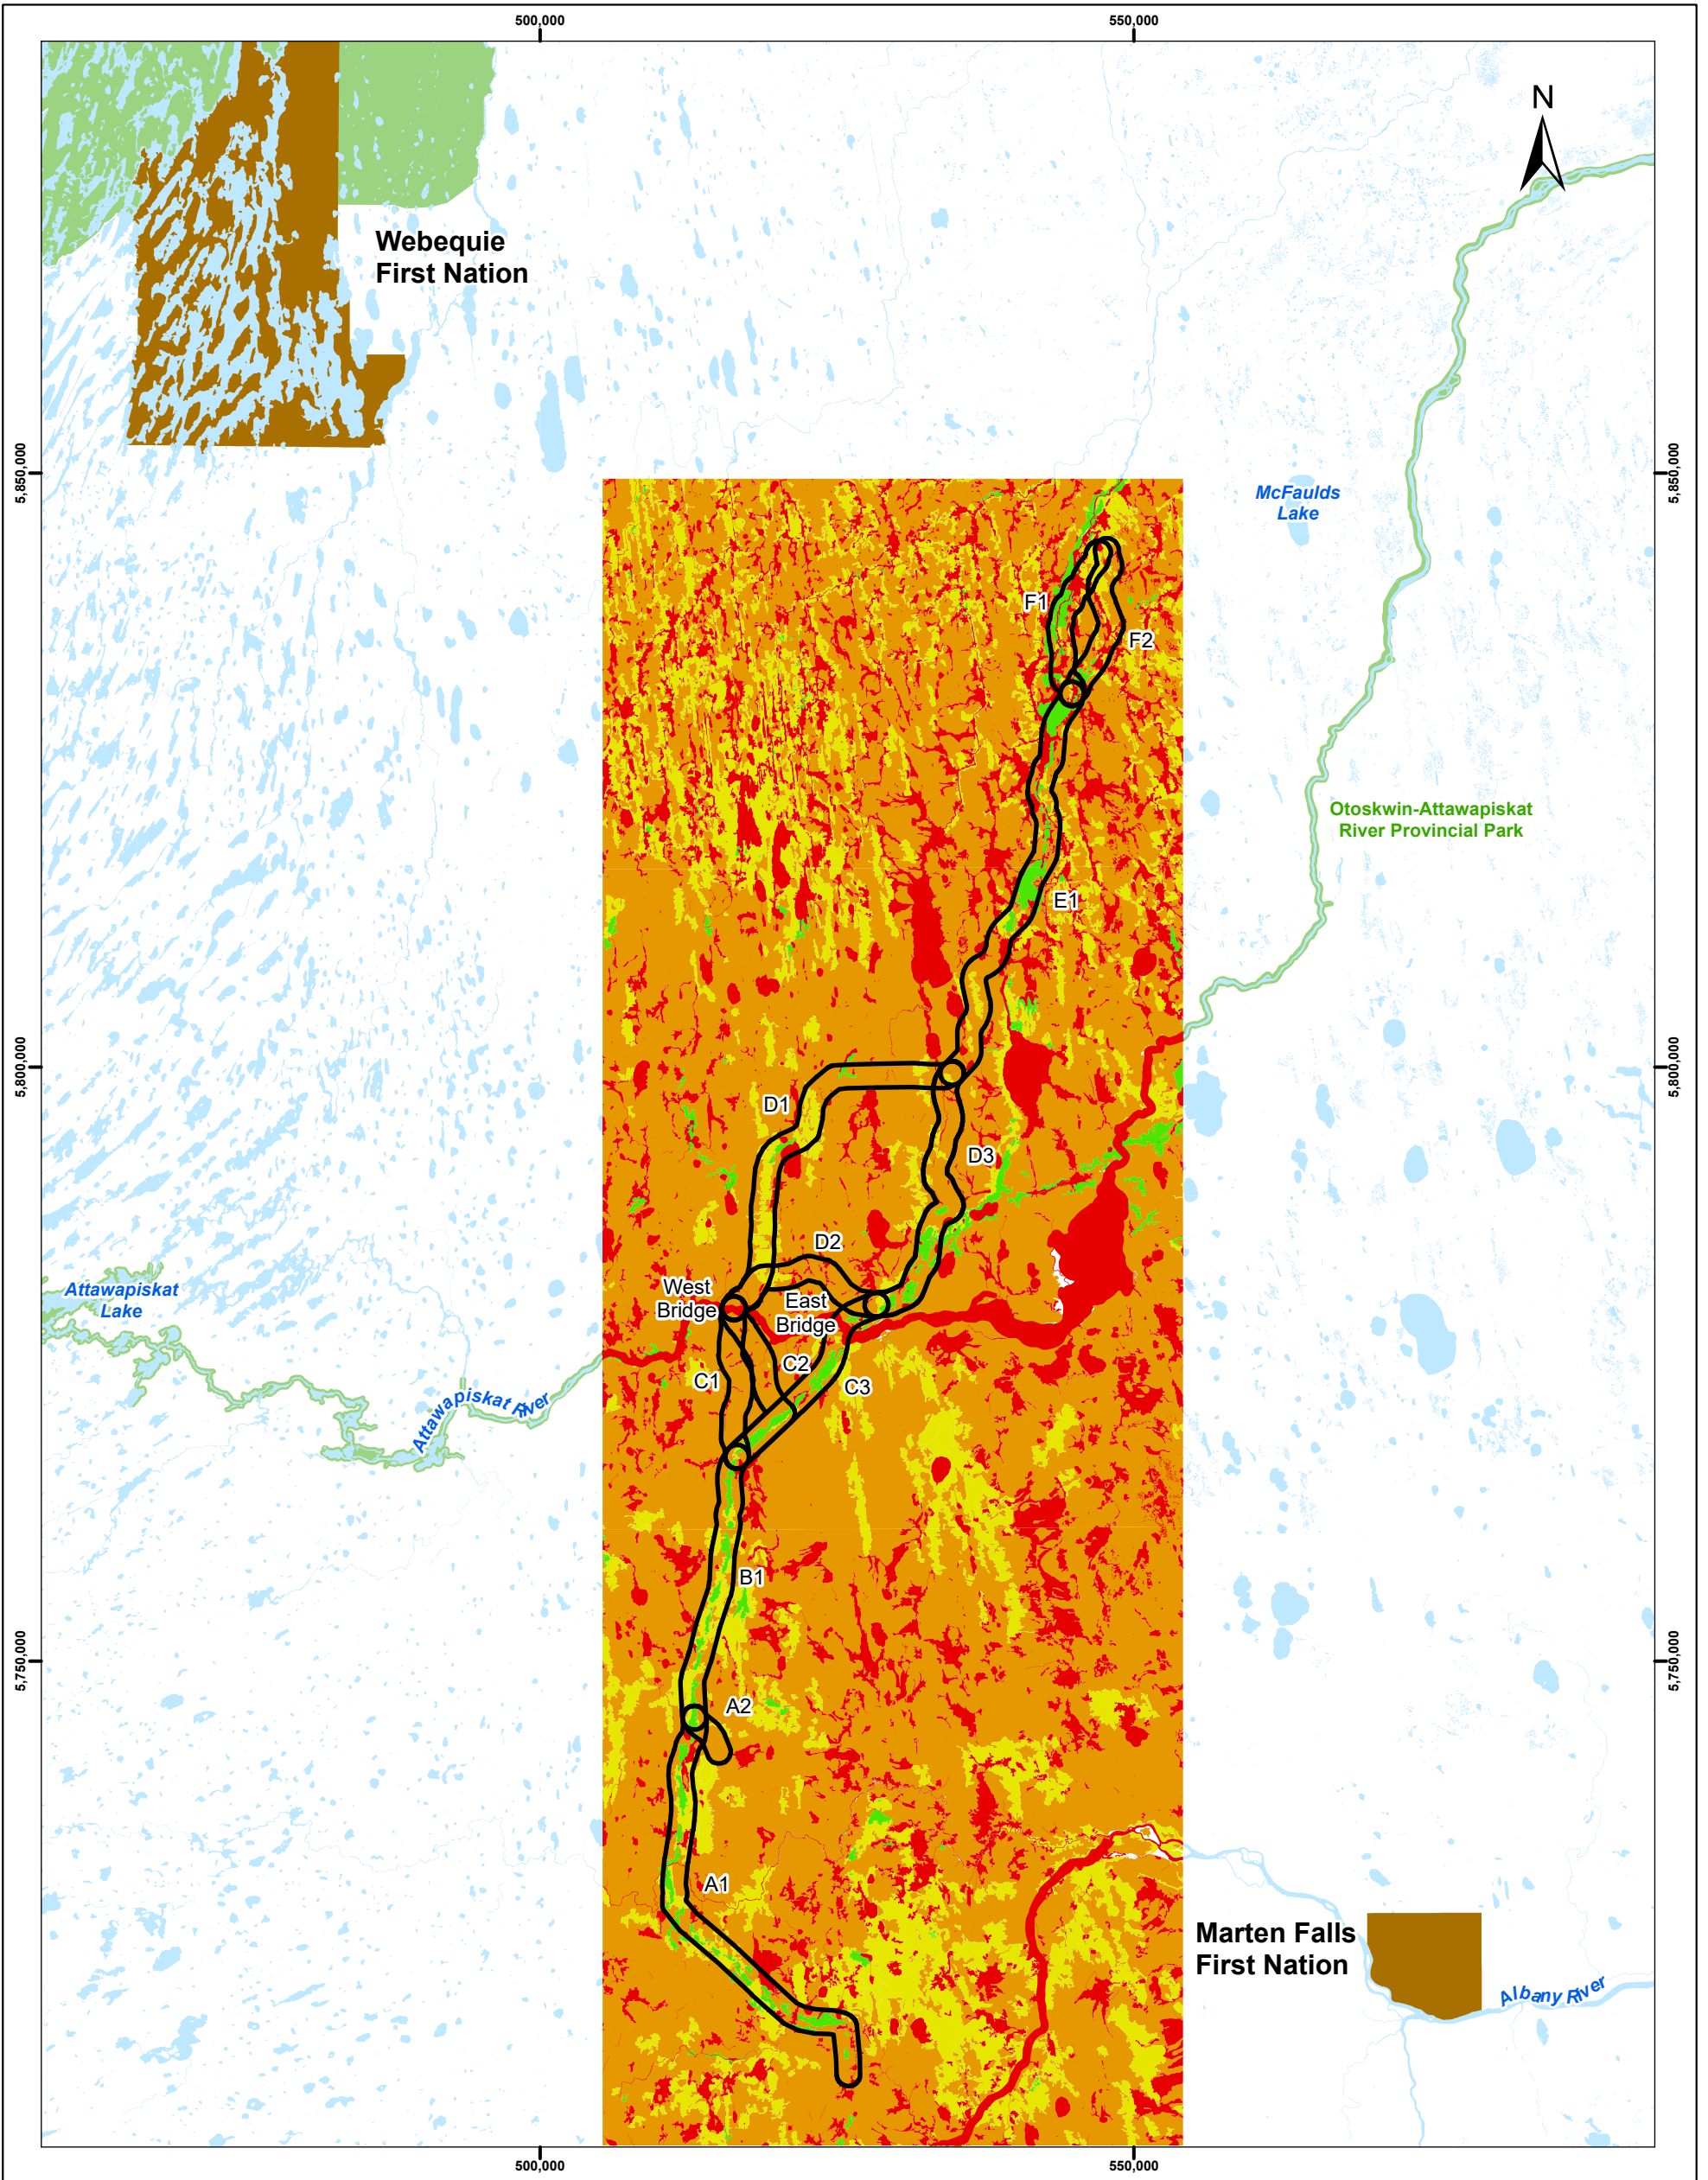 500,000
550,000
N
Webequie
First Nation
5,850,000
5,850,000
McFaulds
Lake
F1
F2
Otoskwin-Attawapiskat
River Provincial Park
E1
5,800,000
5,800,000
D1
D3
D2
Attawapiskat
Lake
West
Bridge
East
Bridge
C2
C1
C3
Attawapiskat River
B1
5,750,000
5,750,000
A2
A1
Marten Falls
First Nation
Albany River
500,000
550,000